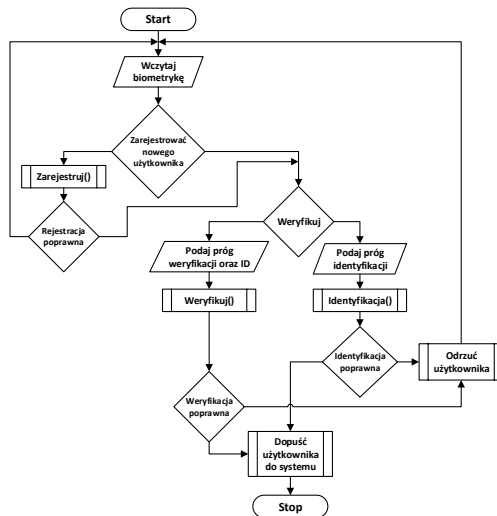 Start
Wczytaj
biometrykę
Zarejestrować
nowego
użytkownika
Zarejestruj()
Rejestracja
poprawna
Weryfikuj
Podaj próg
weryfikacji oraz ID
Podaj próg
identyfikacji
Weryfikuj()
Identyfikacja()
Identyfikacja
poprawna
Odrzuć
użytkownika
Weryfikacja
poprawna
Dopuść
użytkownika
do systemu
Stop